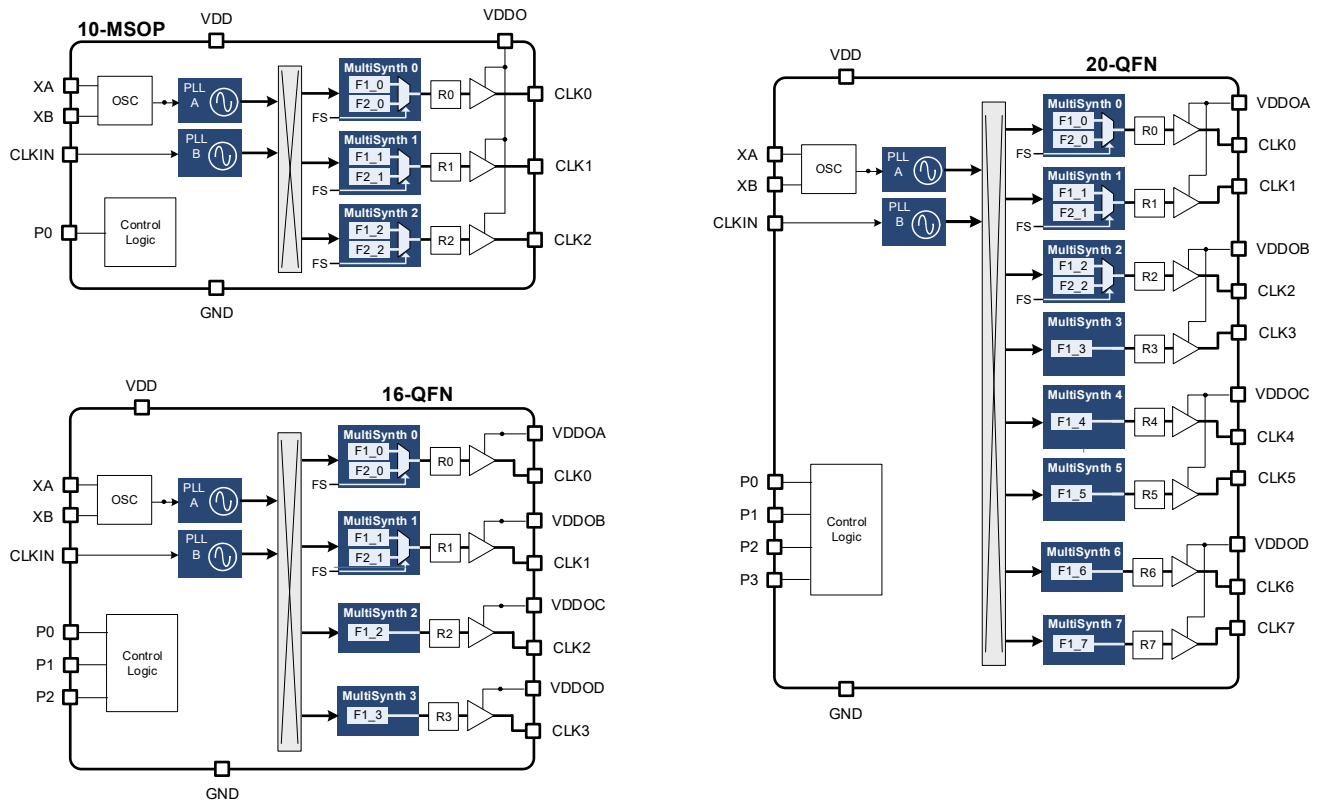 10-MSOP
VDD
VDDO
XA
XB
CLKIN
P0
OSC
PLL
A
PLL
B
Control
Logic
MultiSynth 0
F1_0
F2_0
FS
R0
CLK0
MultiSynth 1
F1_1
F2_1
FS
R1
CLK1
MultiSynth 2
F1_2
F2_2
FS
R2
CLK2
GND
16-QFN
VDD
XA
XB
CLKIN
P0
P1
P2
OSC
PLL
A
PLL
B
Control
Logic
MultiSynth 0
F1_0
F2_0
FS
R0
VDDOA
CLK0
MultiSynth 1
F1_1
F2_1
FS
R1
VDDOB
CLK1
MultiSynth 2
F1_2
R2
VDDOC
CLK2
MultiSynth 3
F1_3
R3
VDDOD
CLK3
GND
20-QFN
VDD
XA
XB
CLKIN
P0
P1
P2
P3
OSC
PLL
A
PLL
B
Control
Logic
MultiSynth 0
F1_0
F2_0
FS
R0
VDDOA
CLK0
MultiSynth 1
F1_1
F2_1
FS
R1
CLK1
MultiSynth 2
F1_2
F2_2
FS
R2
VDDOB
CLK2
MultiSynth 3
F1_3
R3
CLK3
MultiSynth 4
F1_4
R4
VDDOC
CLK4
MultiSynth 5
F1_5
R5
CLK5
MultiSynth 6
F1_6
R6
VDDOD
CLK6
MultiSynth 7
F1_7
R7
CLK7
GND